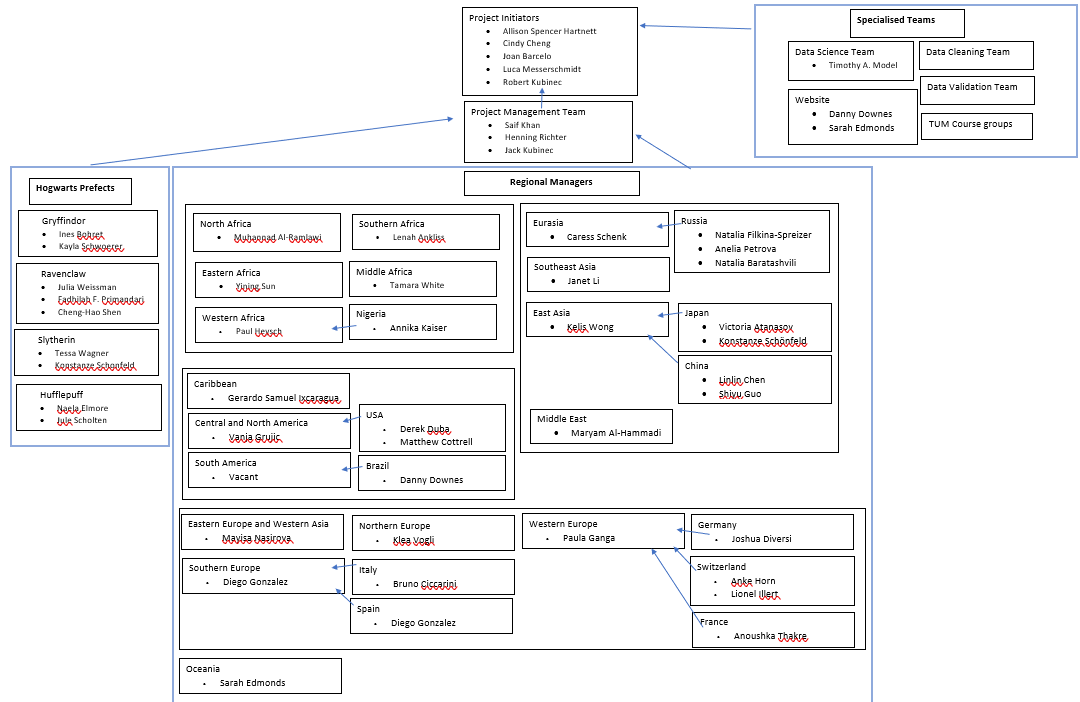 Project Initiators
Allison Spencer Hartnett
Cindy Cheng
Joan Barcelo
Luca Messerschmidt
Robert Kubinec
Project Management Team
Saif Khan
Henning Richter
Jack Kubinec
Specialised Teams
Data Science Team
Timothy A. Model
Data Cleaning Team
Data Validation Team
Website
Danny Downes
Sarah Edmonds
TUM Course groups
Hogwarts Prefects
Gryffindor
Ines Bohret
Kayla Schwoerer
Ravenclaw
Julia Weissman
Fadhilah F. Primandari
Cheng-Hao Shen
Slytherin
Tessa Wagner
Konstanze Schonfeld
Hufflepuff
Naela Elmore
Jule Scholten
Regional Managers
North Africa
Muhannad Al-Ramlawi
Southern Africa
Lenah Ankliss
Eastern Africa
Yining Sun
Middle Africa
Tamara White
Western Africa
Paul Heysch
Nigeria
Annika Kaiser
Eurasia
Caress Schenk
Russia
Natalia Filkina-Spreizer
Anelia Petrova
Natalia Baratashvili
Southeast Asia
Janet Li
East Asia
Kelis Wong
Japan
Victoria Atanasov
Konstanze Schönfeld
China
Linlin Chen
Shiyu Guo
Middle East
Maryam Al-Hammadi
Caribbean
Gerardo Samuel Ixcaragua
Central and North America
Vanja Grujic
USA
Derek Duba
Matthew Cottrell
South America
Vacant
Brazil
Danny Downes
Eastern Europe and Western Asia
Mavisa Nasirova
Northern Europe
Klea Vogli
Southern Europe
Diego Gonzalez
Italy
Bruno Ciccarini
Spain
Diego Gonzalez
Western Europe
Paula Ganga
Germany
Joshua Diversi
Switzerland
Anke Horn
Lionel Illert
France
Anoushka Thakre
Oceania
Sarah Edmonds